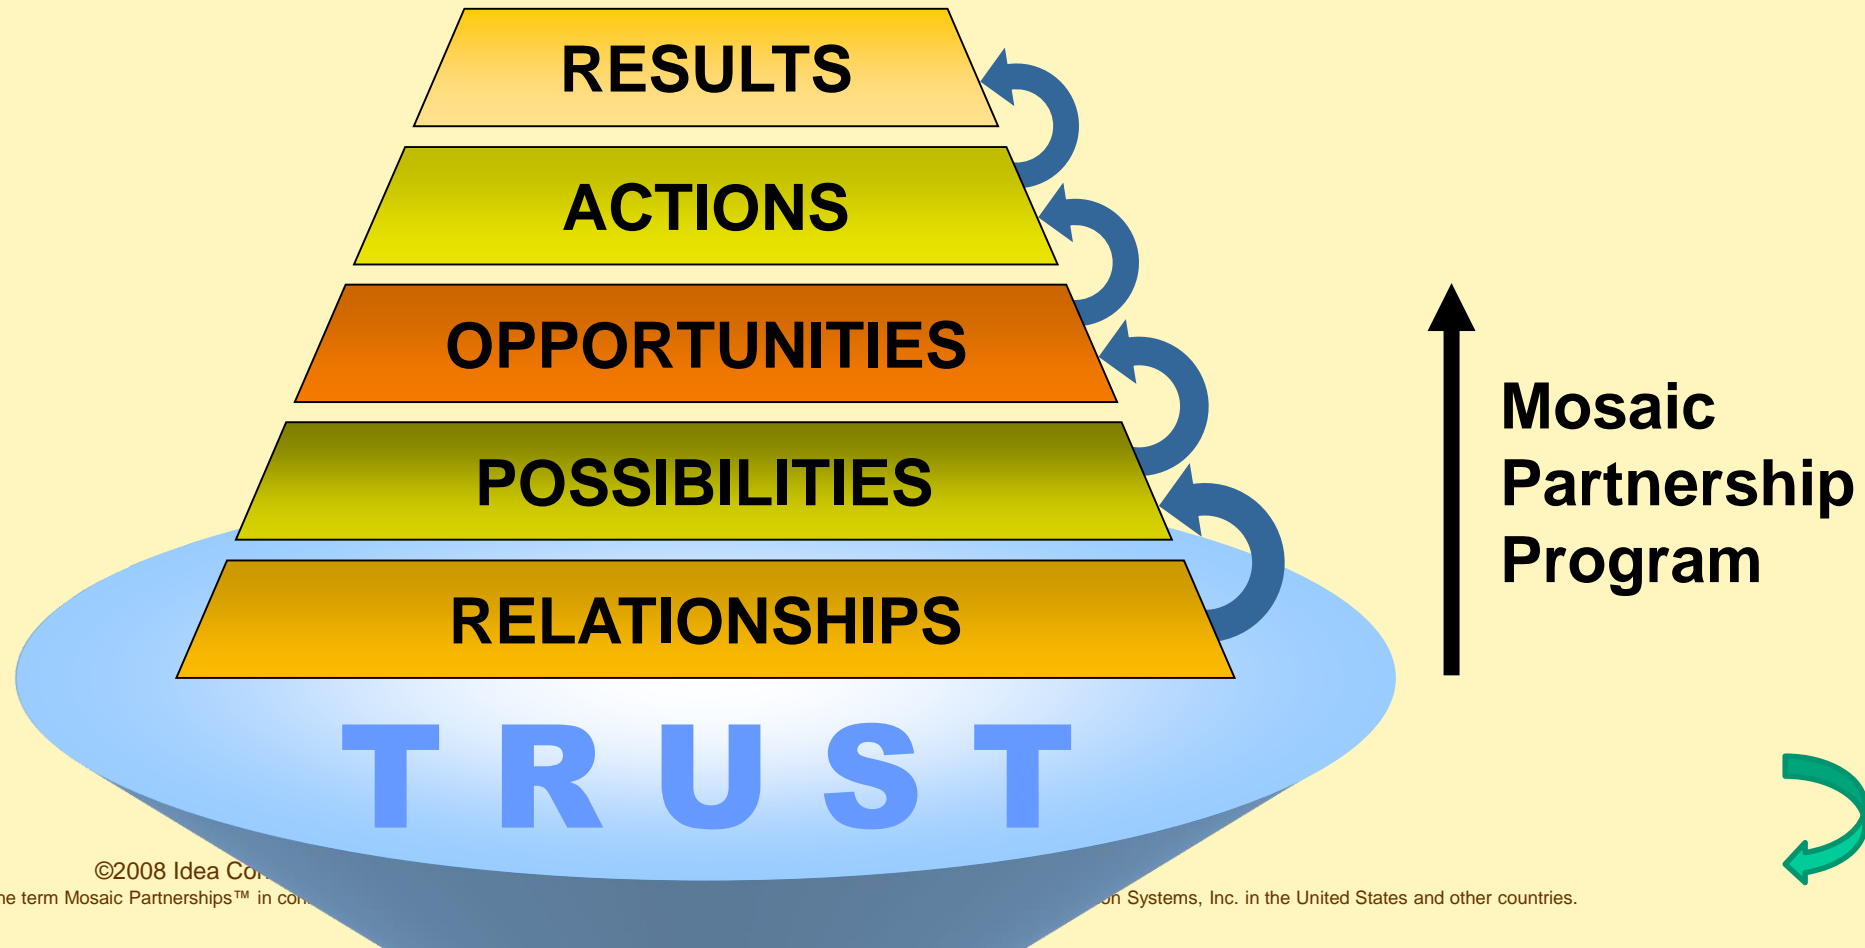 RESULTS
ACTIONS
OPPORTUNITIES
POSSIBILITIES
RELATIONSHIPS
Mosaic
Partnership
Program
TRUST
©2008 Idea
term Mosaic Partnerships™ in
Systems, Inc. in the United States and other countries.